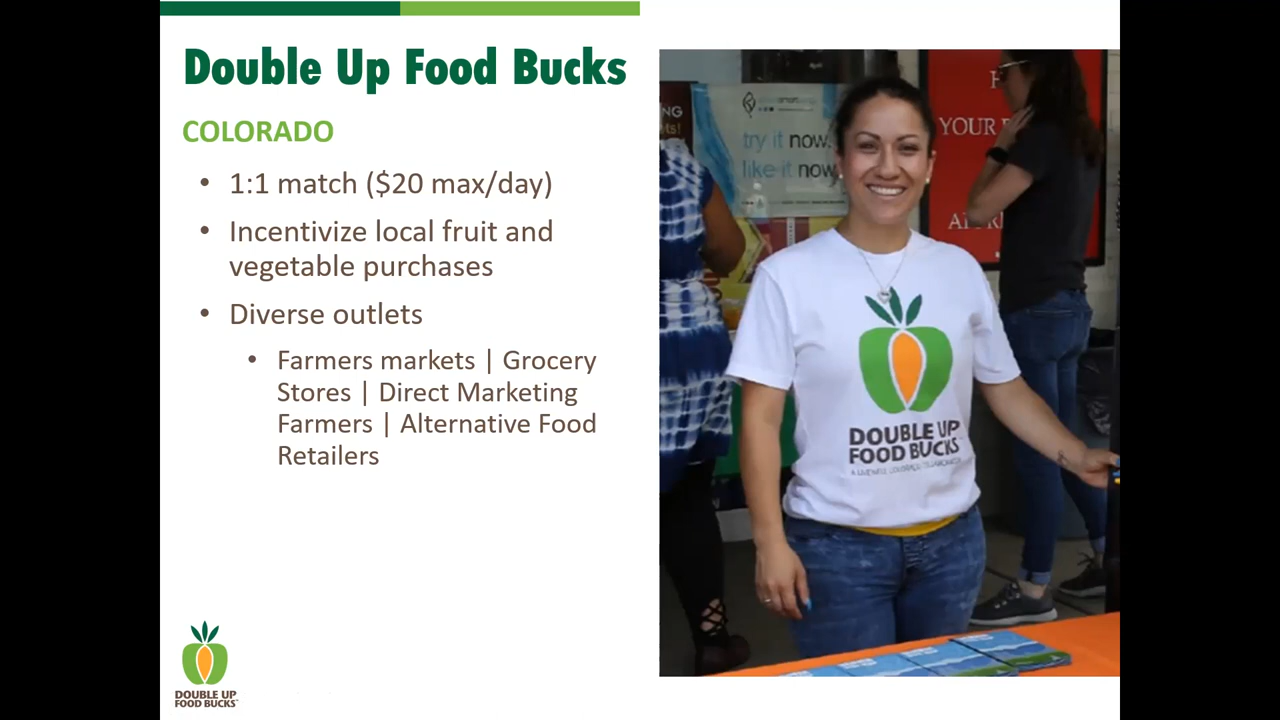 Double Up Food Bucks
COLORADO
• 1:1 match ($20 max/day)
• Incentivize local fruit and
vegetable purchases
• Diverse outlets
• Farmers markets | Grocery
Stores | Direct Marketing
Farmers | Alternative Food
Retailers
DOUBLE UP
FOOD BUCKS
try it now.
like it now
YOUR
DOUBLE UP
FOOD BUCKS